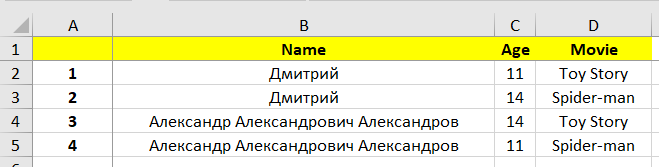 A B C D
1 Name Age Movie
2 1 Дмитрий 11 Toy Story
3 2 Дмитрий 14 Spider-man
4 3 Александр Александрович Александров 14 Toy Story
5 4 Александр Александрович Александров 11 Spider-man